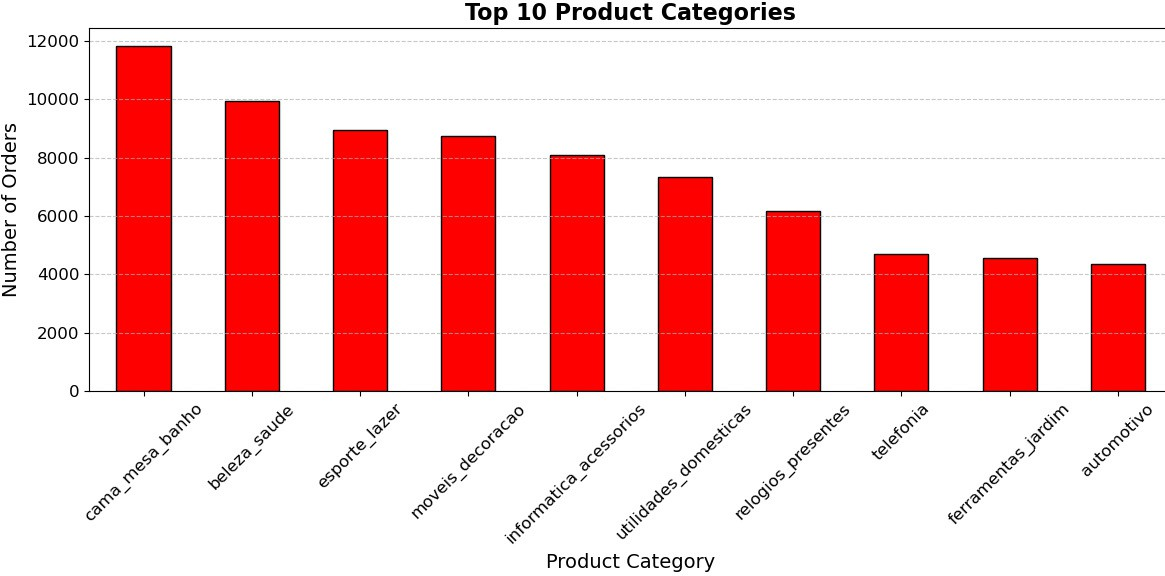 Top 10 Product Categories
Number of Orders
12000
10000
8000
6000
4000
2000
0
cama_mesa_banho
beleza_saude
esporte_lazer
moveis_decoracao
informatica_acessorios
utilidades_domesticas
relogios_presentes
telefonia
ferramentas_jardim
automotivo
Product Category